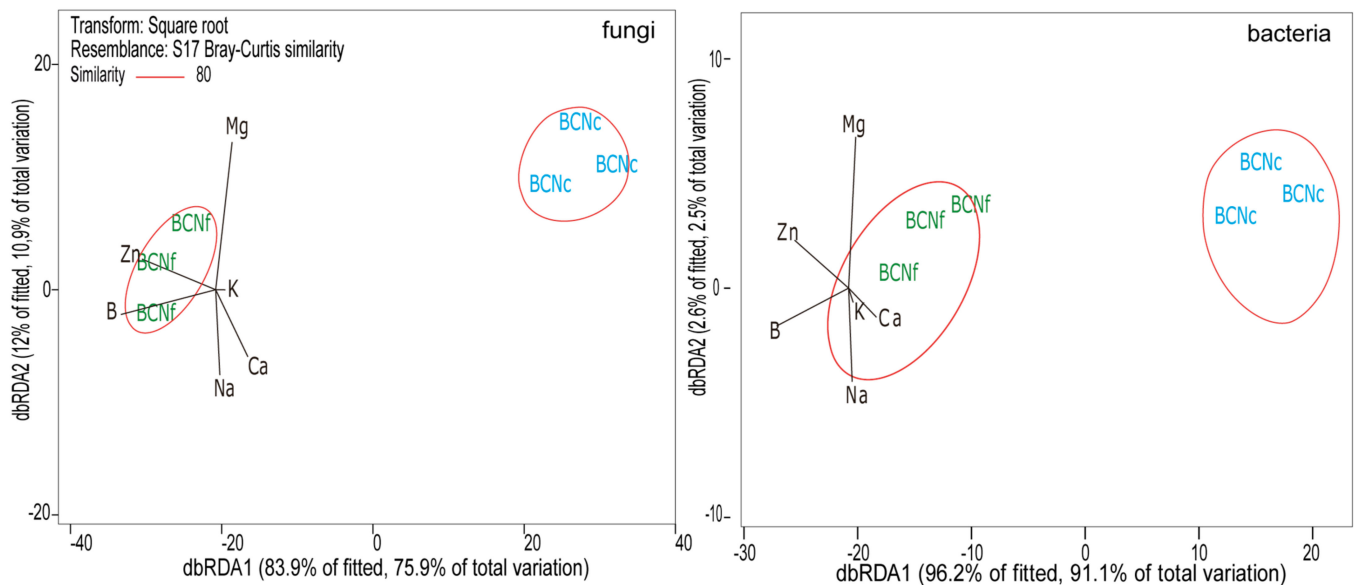 Transform: Square root
Resemblance: S17 Bray-Curtis similarity
Similarity 80
fungi
20
0
-20
dbRDA2 (12% of fitted, 10,9% of total variation)
Mg
BCNc
BCNc
BCNc
BCNf
Zn
BCNf
K
B
BCNf
Ca
Na
-40
-20
0
20
40
dbRDA1 (83.9% of fitted, 75.9% of total variation)
bacteria
10
0
-10
dbRDA2 (2.6% of fitted, 2.5% of total variation)
Mg
BCNc
BCNc
BCNc
BCNf
BCNf
Zn
BCNf
K
Ca
B
Na
-30
-20
-10
0
10
20
dbRDA1 (96.2% of fitted, 91.1% of total variation)